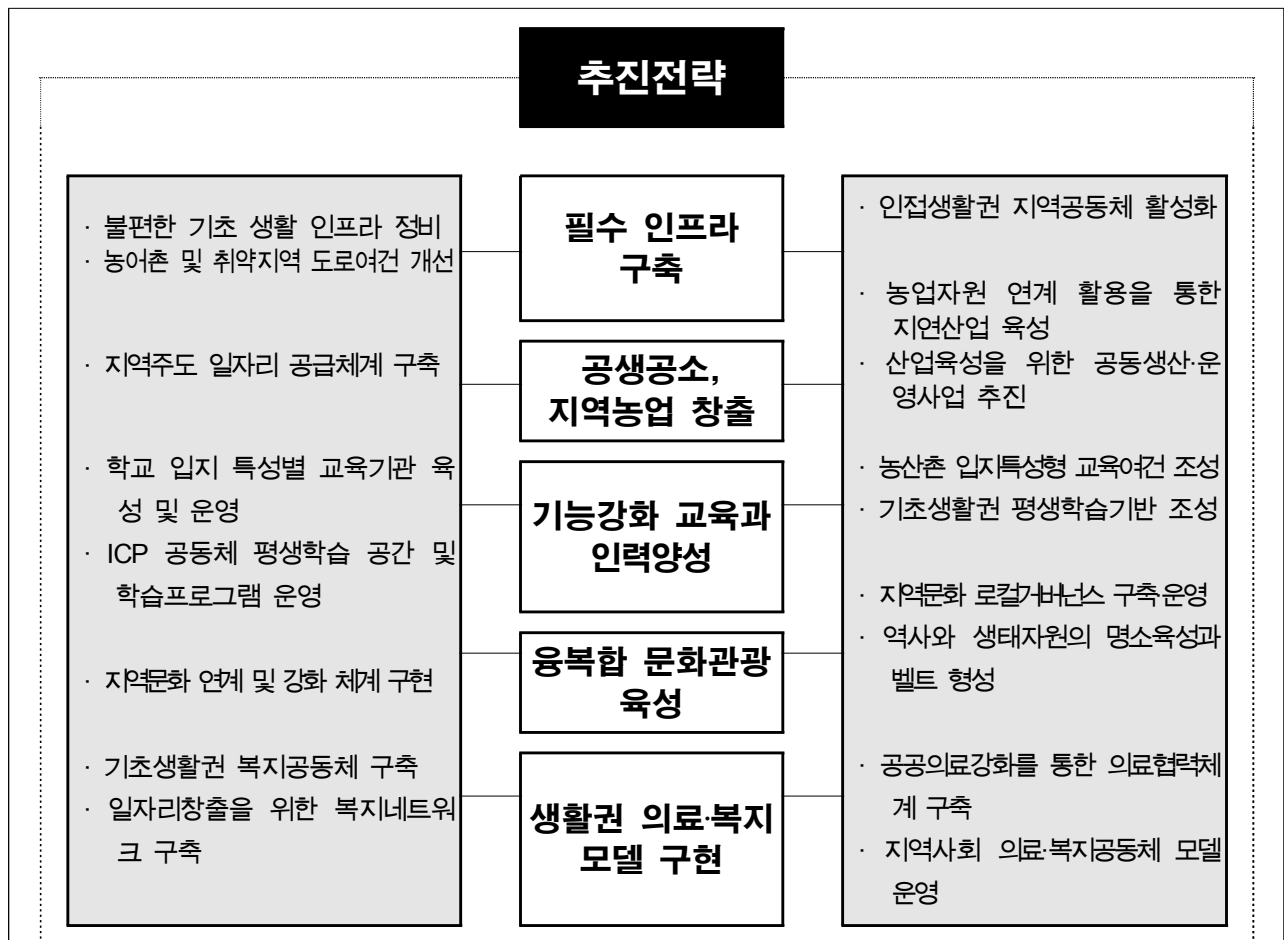 추진전략
· 불편한 기초 생활 인프라 정비
· 농어촌 및 취약지역 도로여건 개선
필수 인프라
구축
· 인접생활권 지역공동체 활성화
· 지역주도 일자리 공급체계 구축
공생공소,
지역농업 창출
· 농업자원 연계 활용을 통한
지연산업 육성
· 산업육성을 위한 공동생산·운
영사업 추진
· 학교 입지 특성별 교육기관 육
성 및 운영
· ICP 공동체 평생학습 공간 및
학습프로그램 운영
기능강화 교육과
인력양성
· 농산촌 입지특성형 교육여건 조성
· 기초생활권 평생학습기반 조성
· 지역문화 연계 및 강화 체계 구현
융복합 문화관광
육성
· 지역문화 로컬거버넌스 구축운영
· 역사와 생태자원의 명소육성과
벨트 형성
· 기초생활권 복지공동체 구축
· 일자리창출을 위한 복지네트워
크 구축
생활권 의료·복지
모델 구현
· 공공의료강화를 통한 의료협력체
계 구축
· 지역사회 의료·복지공동체 모델
운영